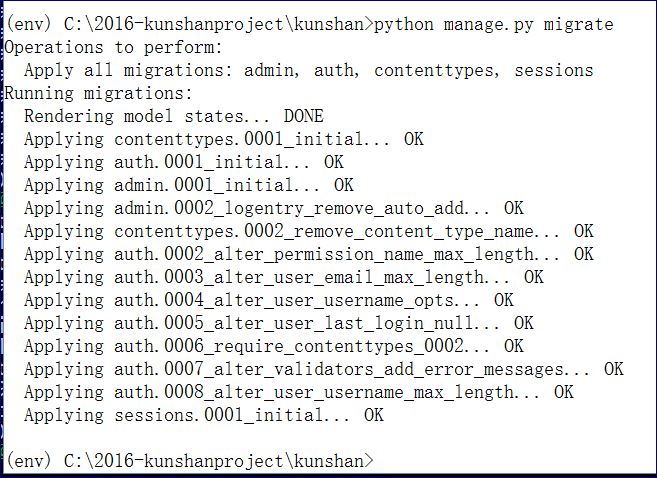 (env) C:\2016-kunshanproject\kunshan>python manage.py migrate
Operations to perform:
  Apply all migrations: admin, auth, contenttypes, sessions
Running migrations:
  Rendering model states... DONE
  Applying contenttypes.0001_initial... OK
  Applying auth.0001_initial... OK
  Applying admin.0001_initial... OK
  Applying admin.0002_logentry_remove_auto_add... OK
  Applying contenttypes.0002_remove_content_type_name... OK
  Applying auth.0002_alter_permission_name_max_length... OK
  Applying auth.0003_alter_user_email_max_length... OK
  Applying auth.0004_alter_user_username_opts... OK
  Applying auth.0005_alter_user_last_login_null... OK
  Applying auth.0006_require_contenttypes_0002... OK
  Applying auth.0007_alter_validators_add_error_messages... OK
  Applying auth.0008_alter_user_username_max_length... OK
  Applying sessions.0001_initial... OK
(env) C:\2016-kunshanproject\kunshan>